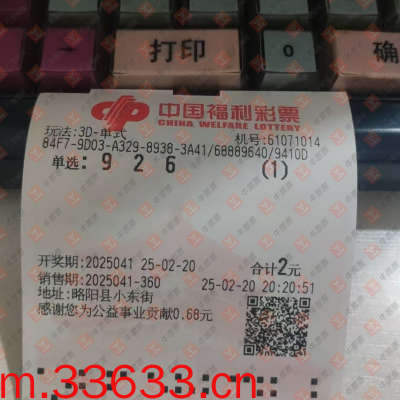 打印
0
确
中国福利彩票
CHINA WELFARE LOTTERY
玩法:3D-单式 机号:61071014
84F7-9D03-A329-8938-3A41/68889640/9410D
单选: 9 2 6 (1)
开奖期:2025041 25-02-20 合计2元
销售期:2025041-360 25-02-20 20:20:51
地址:略阳县小东街
感谢您为公益事业贡献0.68元
m.33633.cn